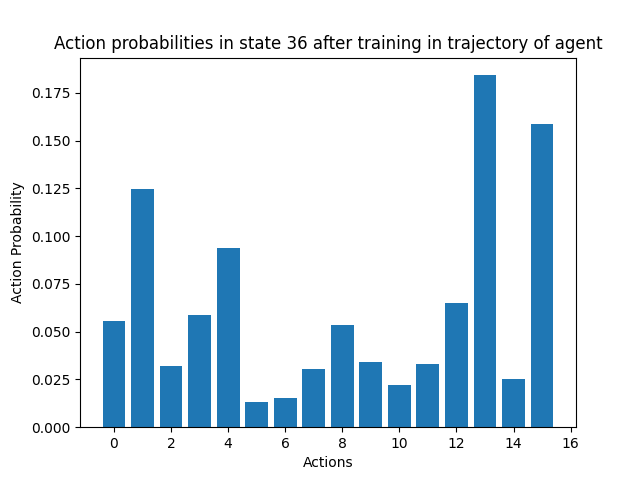 Action probabilities in state 36 after training in trajectory of agent
0.175
0.150
0.125
0.100
0.075
0.050
0.025
0.000
Action Probability
0 2 4 6 8 10 12 14 16
Actions